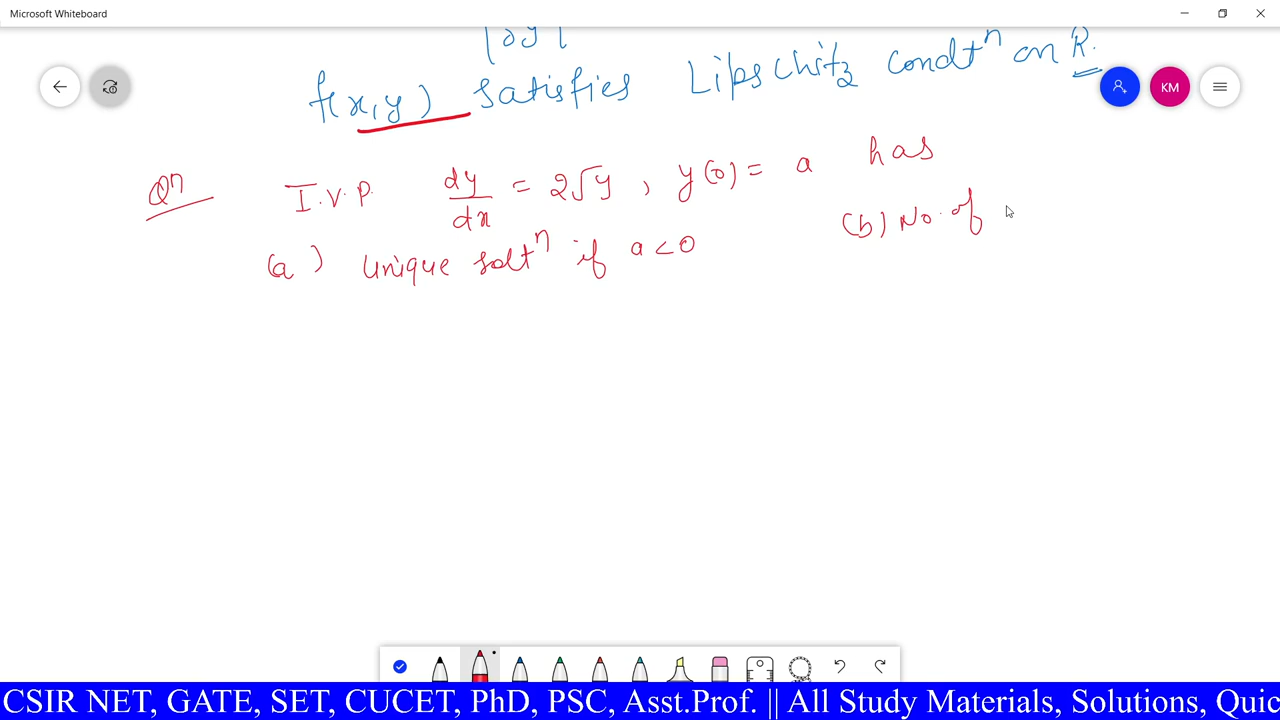 Microsoft Whiteboard
f(x,y) satisfies Lipschitz condtⁿ on R.
KM
Qⁿ I.V.P. dy/dx = 2√y , y(0) = a has
(a) Unique soltⁿ if a<0 (b) No. of
CSIR NET, GATE, SET, CUCET, PhD, PSC, Asst.Prof. || All Study Materials, Solutions, Quic